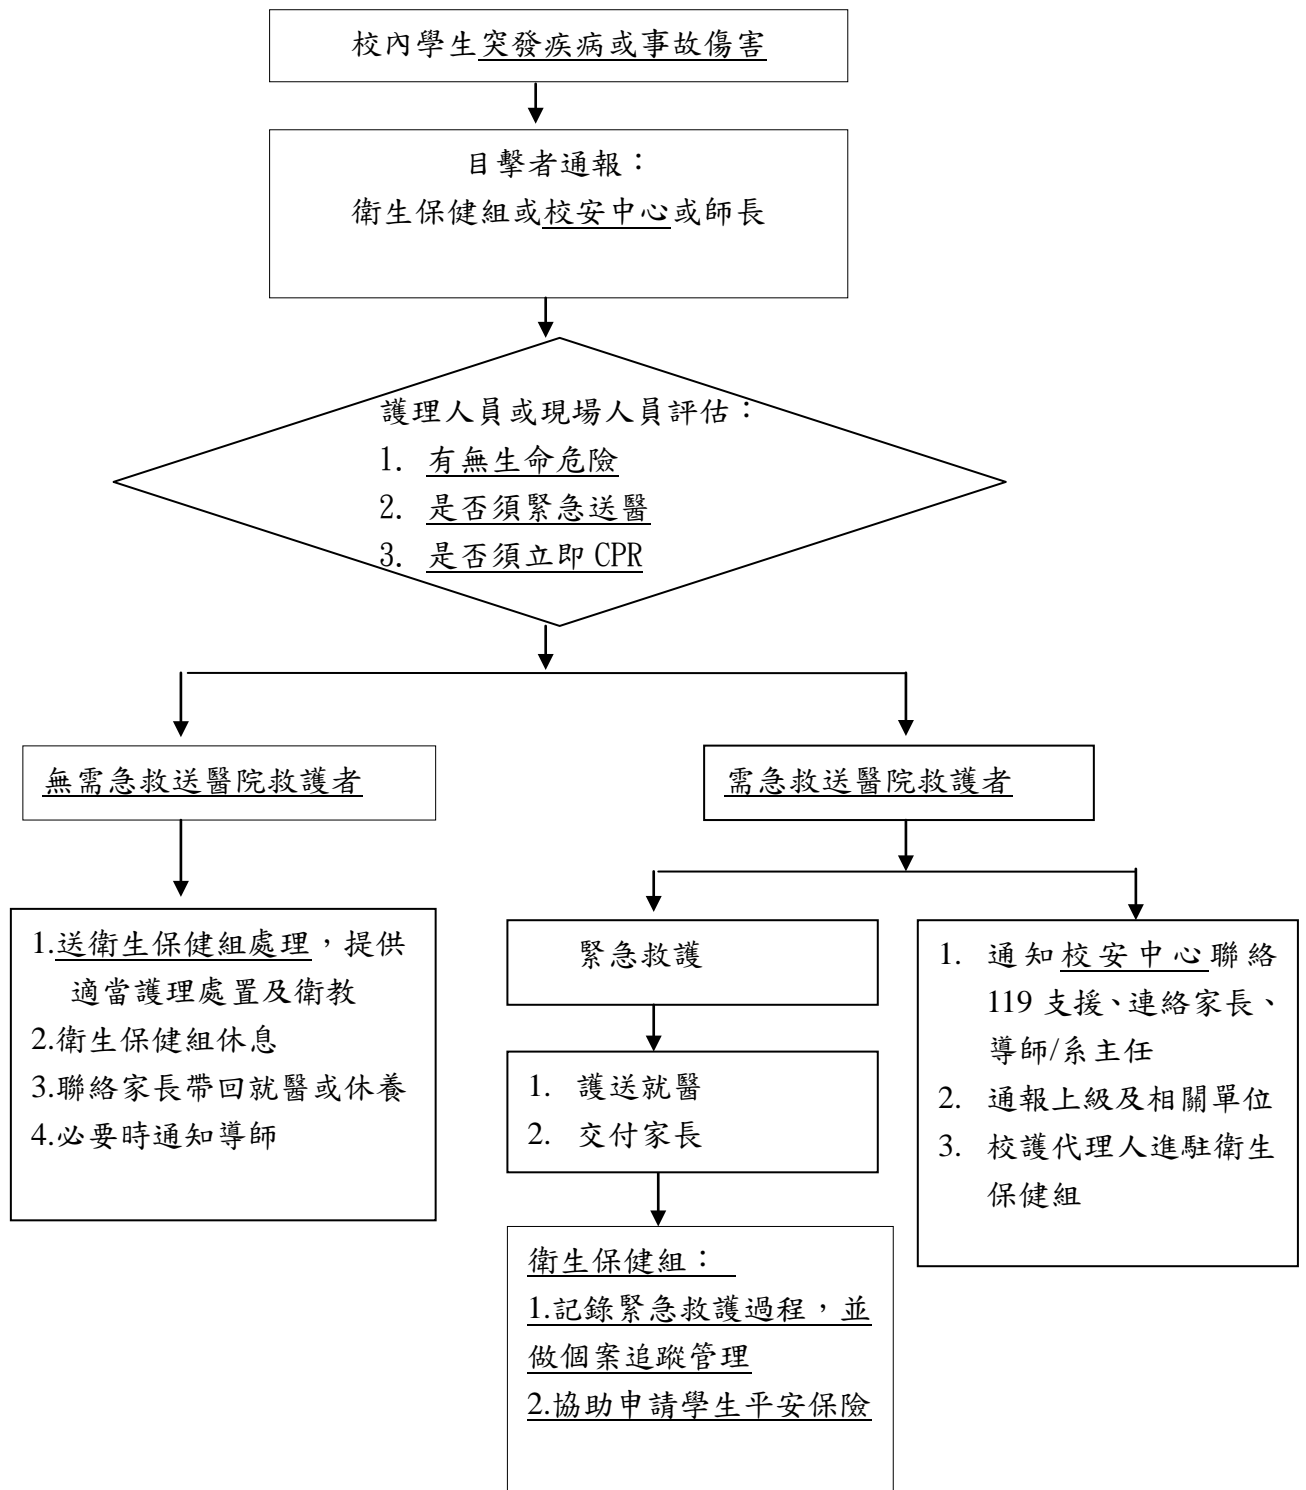 校內學生突發疾病或事故傷害
目擊者通報：
衛生保健組或校安中心或師長
護理人員或現場人員評估：
1. 有無生命危險
2. 是否須緊急送醫
3. 是否須立即 CPR
無需急救送醫院救護者
需急救送醫院救護者
1.送衛生保健組處理，提供
適當護理處置及衛教
2.衛生保健組休息
3.聯絡家長帶回就醫或休養
4.必要時通知導師
緊急救護
1. 護送就醫
2. 交付家長
衛生保健組：
1.記錄緊急救護過程，並
做個案追蹤管理
2.協助申請學生平安保險
1. 通知校安中心聯絡
119 支援、連絡家長、
導師/系主任
2. 通報上級及相關單位
3. 校護代理人進駐衛生
保健組